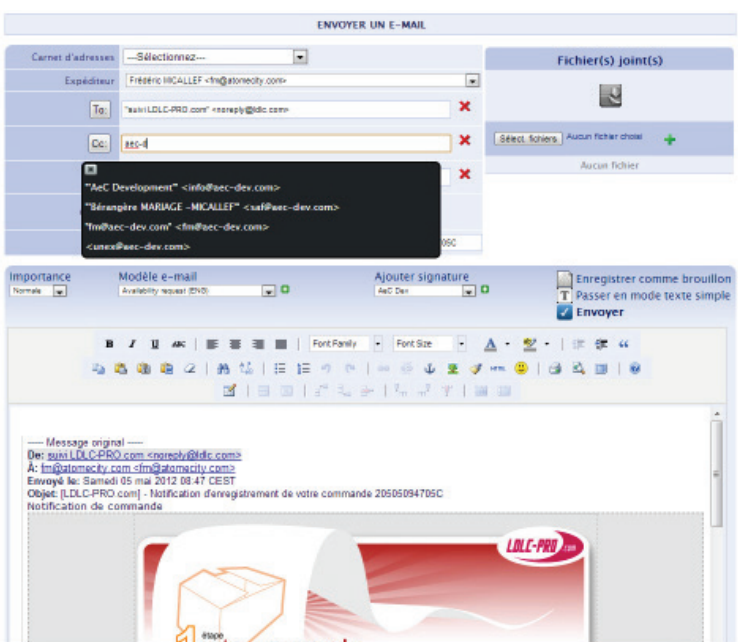 ENVOYER UN E-MAIL
Carnet d'adresses ---Sélectionnez---
Fichier(s) joint(s)
Expéditeur Frédéric MICALLEF <fm@atomecity.com>
To: "suivi LDLC-PRO.com" <noreply@ldlc.com>
Cc: aec-d
Sélect. fichiers Aucun fichier choisi
Aucun fichier
"AeC Development" <info@aec-dev.com>
"Bérangère MARIAGE -MICALLEF" <saf@aec-dev.com>
"fm@aec-dev.com" <fm@aec-dev.com>
<unex@aec-dev.com>
05C
Importance Modèle e-mail Ajouter signature Enregistrer comme brouillon
Normale Availability request (ENG) AeC Dev Passer en mode texte simple
Envoyer
B I U ABC Font Family Font Size A
HTML
----- Message original -----
De: suivi LDLC-PRO.com <noreply@ldlc.com>
À: fm@atomecity.com <fm@atomecity.com>
Envoyé le: Samedi 05 mai 2012 08:47 CEST
Objet: [LDLC-PRO.com] - Notification d'enregistrement de votre commande 20505094705C
Notification de commande
LDLC-PRO.com
1 étape